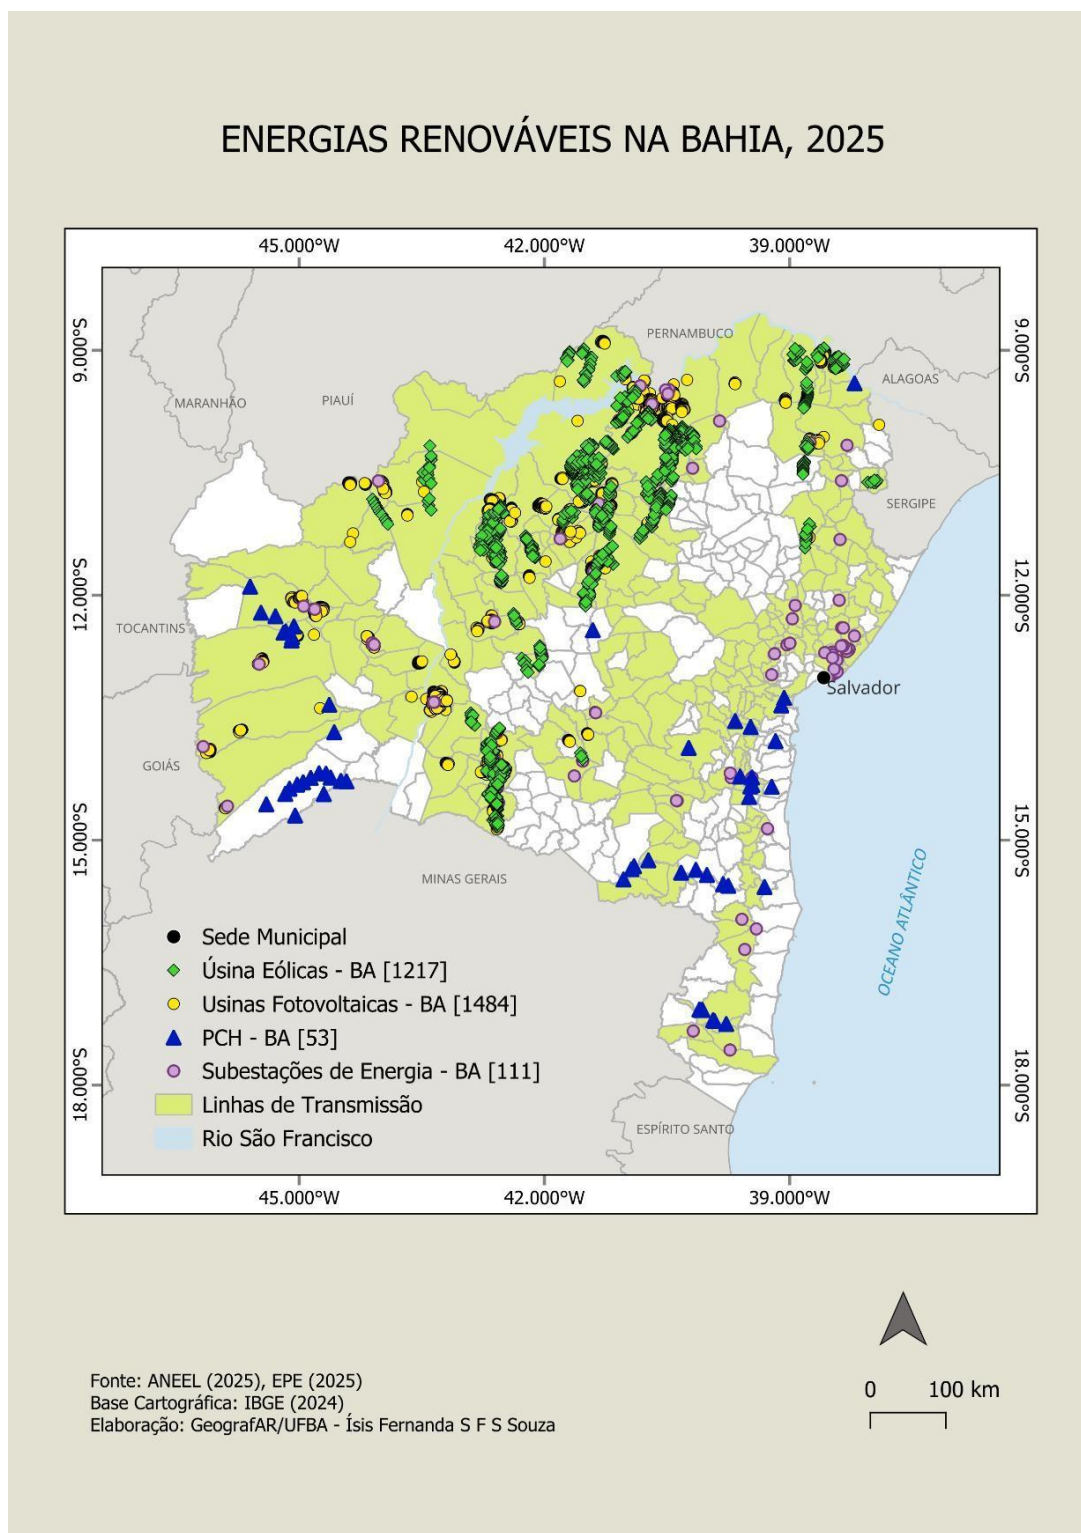 ENERGIAS RENOVÁVEIS NA BAHIA, 2025
45.000°W 42.000°W 39.000°W
9.000°S 9.000°S
PERNAMBUCO
ALAGOAS
PIAUÍ
MARANHÃO
SERGIPE
12.000°S 12.000°S
TOCANTINS
Salvador
GOIÁS
15.000°S 15.000°S
MINAS GERAIS
OCEANO ATLÂNTICO
Sede Municipal
Úsina Eólicas - BA [1217]
Usinas Fotovoltaicas - BA [1484]
PCH - BA [53]
Subestações de Energia - BA [111]
18.000°S 18.000°S
Linhas de Transmissão
Rio São Francisco
ESPÍRITO SANTO
45.000°W 42.000°W 39.000°W
Fonte: ANEEL (2025), EPE (2025)
Base Cartográfica: IBGE (2024)
Elaboração: GeografAR/UFBA - Ísis Fernanda S F S Souza
0 100 km